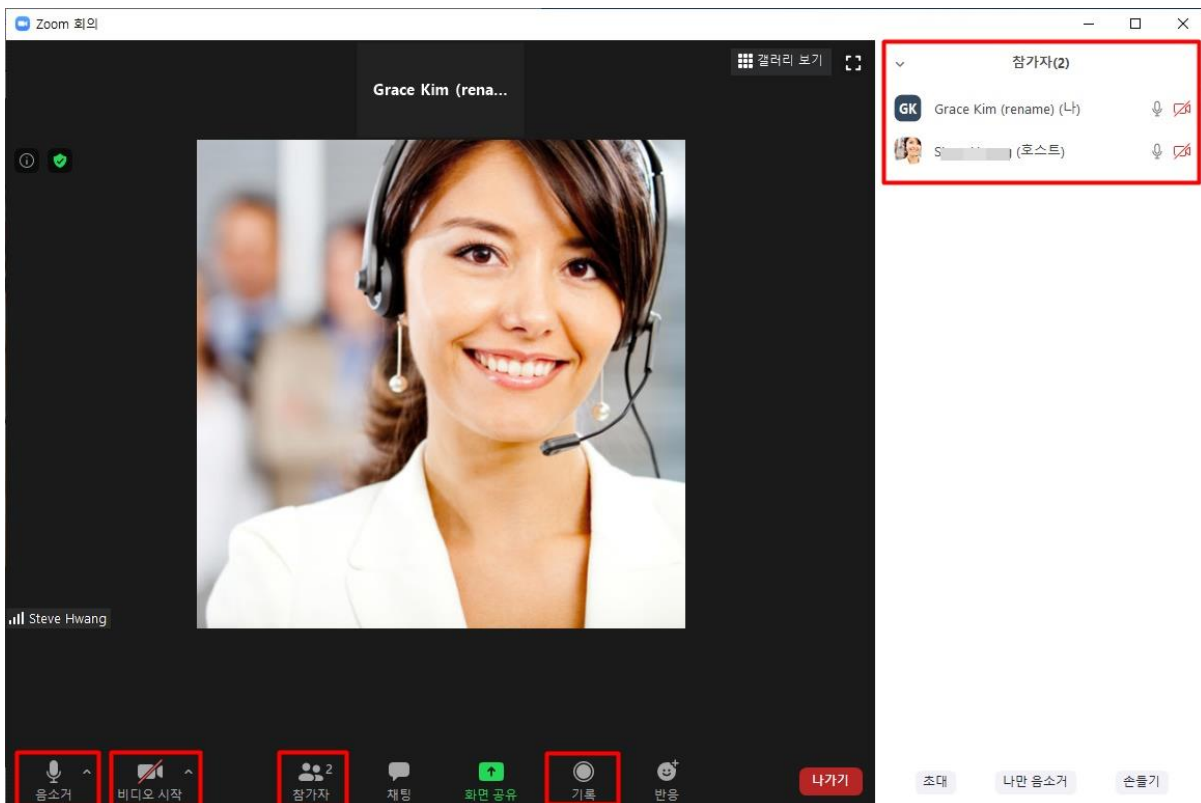 Zoom 회의
갤러리 보기
Grace Kim (rena...
참가자(2)
GK
Grace Kim (rename) (나)
(호스트)
Steve Hwang
음소거
비디오 시작
2
참가자
채팅
화면 공유
기록
반응
나가기
초대
나만 음소거
손들기